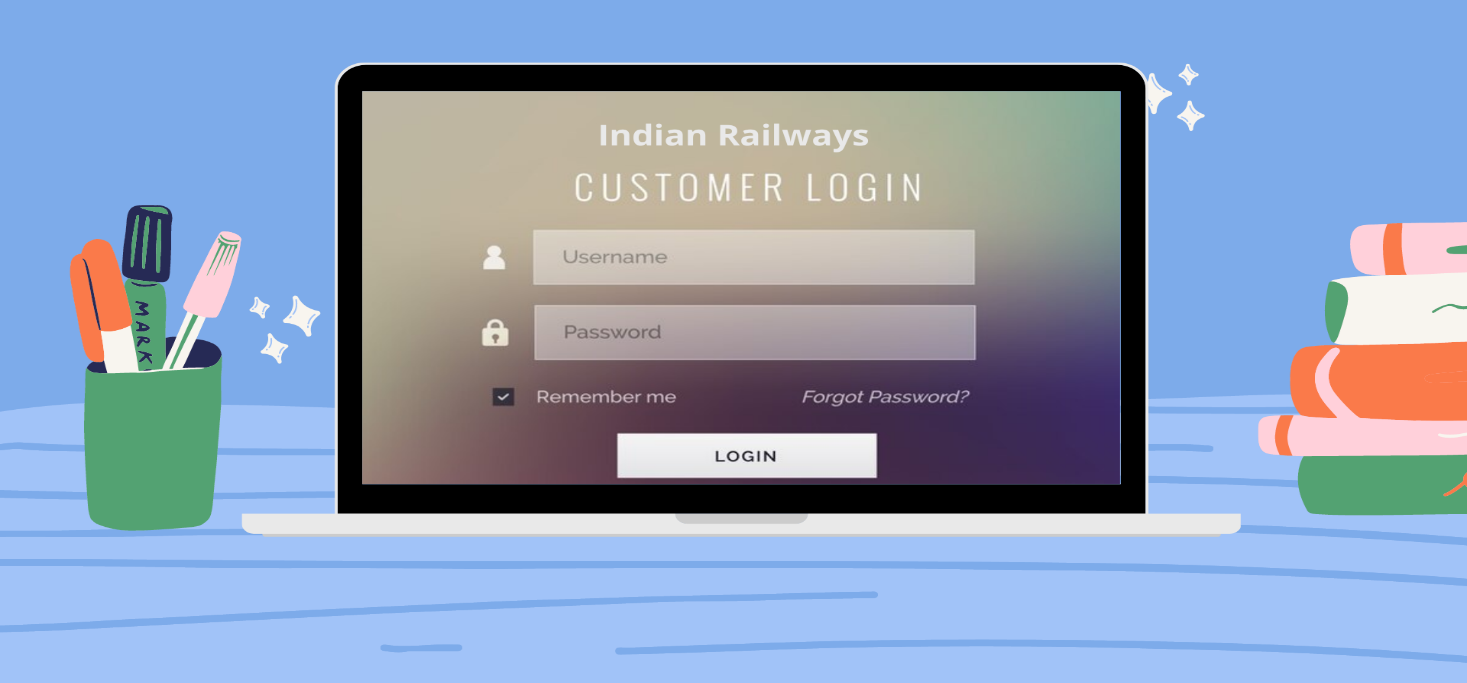 Indian Railways
CUSTOMER LOGIN
Username
Password
Remember me Forgot Password?
LOGIN
MARK